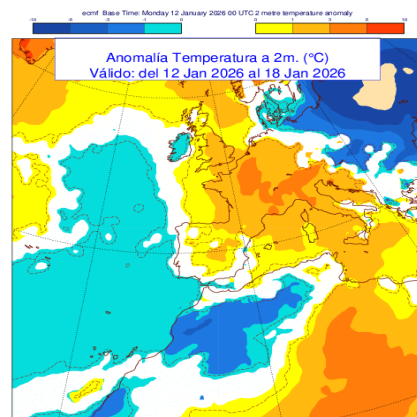 ecmf Base Time: Monday 12 January 2026 00 UTC 2 metre temperature anomaly
Anomalía Temperatura a 2m. (°C)
Válido: del 12 Jan 2026 al 18 Jan 2026